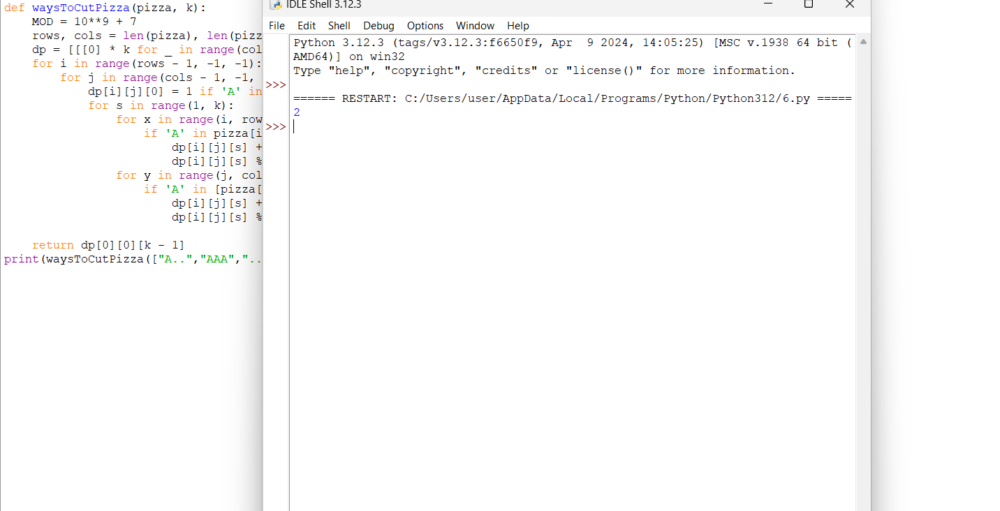 def waysToCutPizza(pizza, k):
MOD = 10**9 + 7
rows, cols = len(pizza), len(pizz
dp = [[[0] * k for _ in range(col
for i in range(rows - 1, -1, -1):
for j in range(cols - 1, -1,
dp[i][j][0] = 1 if 'A' in
for s in range(1, k):
for x in range(i, row
if 'A' in pizza[i
dp[i][j][s] +
dp[i][j][s] %
for y in range(j, col
if 'A' in [pizza[
dp[i][j][s] +
dp[i][j][s] %
return dp[0][0][k - 1]
print(waysToCutPizza(["A..","AAA","..
IDLE Shell 3.12.3
File Edit Shell Debug Options Window Help
Python 3.12.3 (tags/v3.12.3:f6650f9, Apr  9 2024, 14:05:25) [MSC v.1938 64 bit (
AMD64)] on win32
Type "help", "copyright", "credits" or "license()" for more information.
>>>
====== RESTART: C:/Users/user/AppData/Local/Programs/Python/Python312/6.py =====
2
>>>